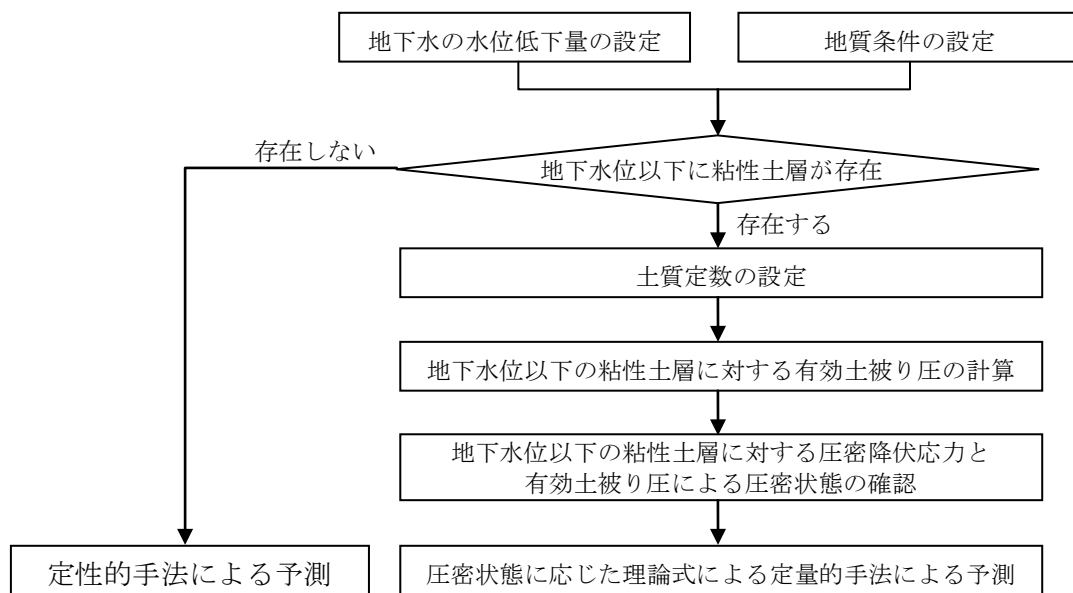 地下水の水位低下量の設定
地質条件の設定
存在しない
地下水位以下に粘性土層が存在
存在する
土質定数の設定
地下水位以下の粘性土層に対する有効土被り圧の計算
地下水位以下の粘性土層に対する圧密降伏応力と
有効土被り圧による圧密状態の確認
定性的手法による予測
圧密状態に応じた理論式による定量的手法による予測